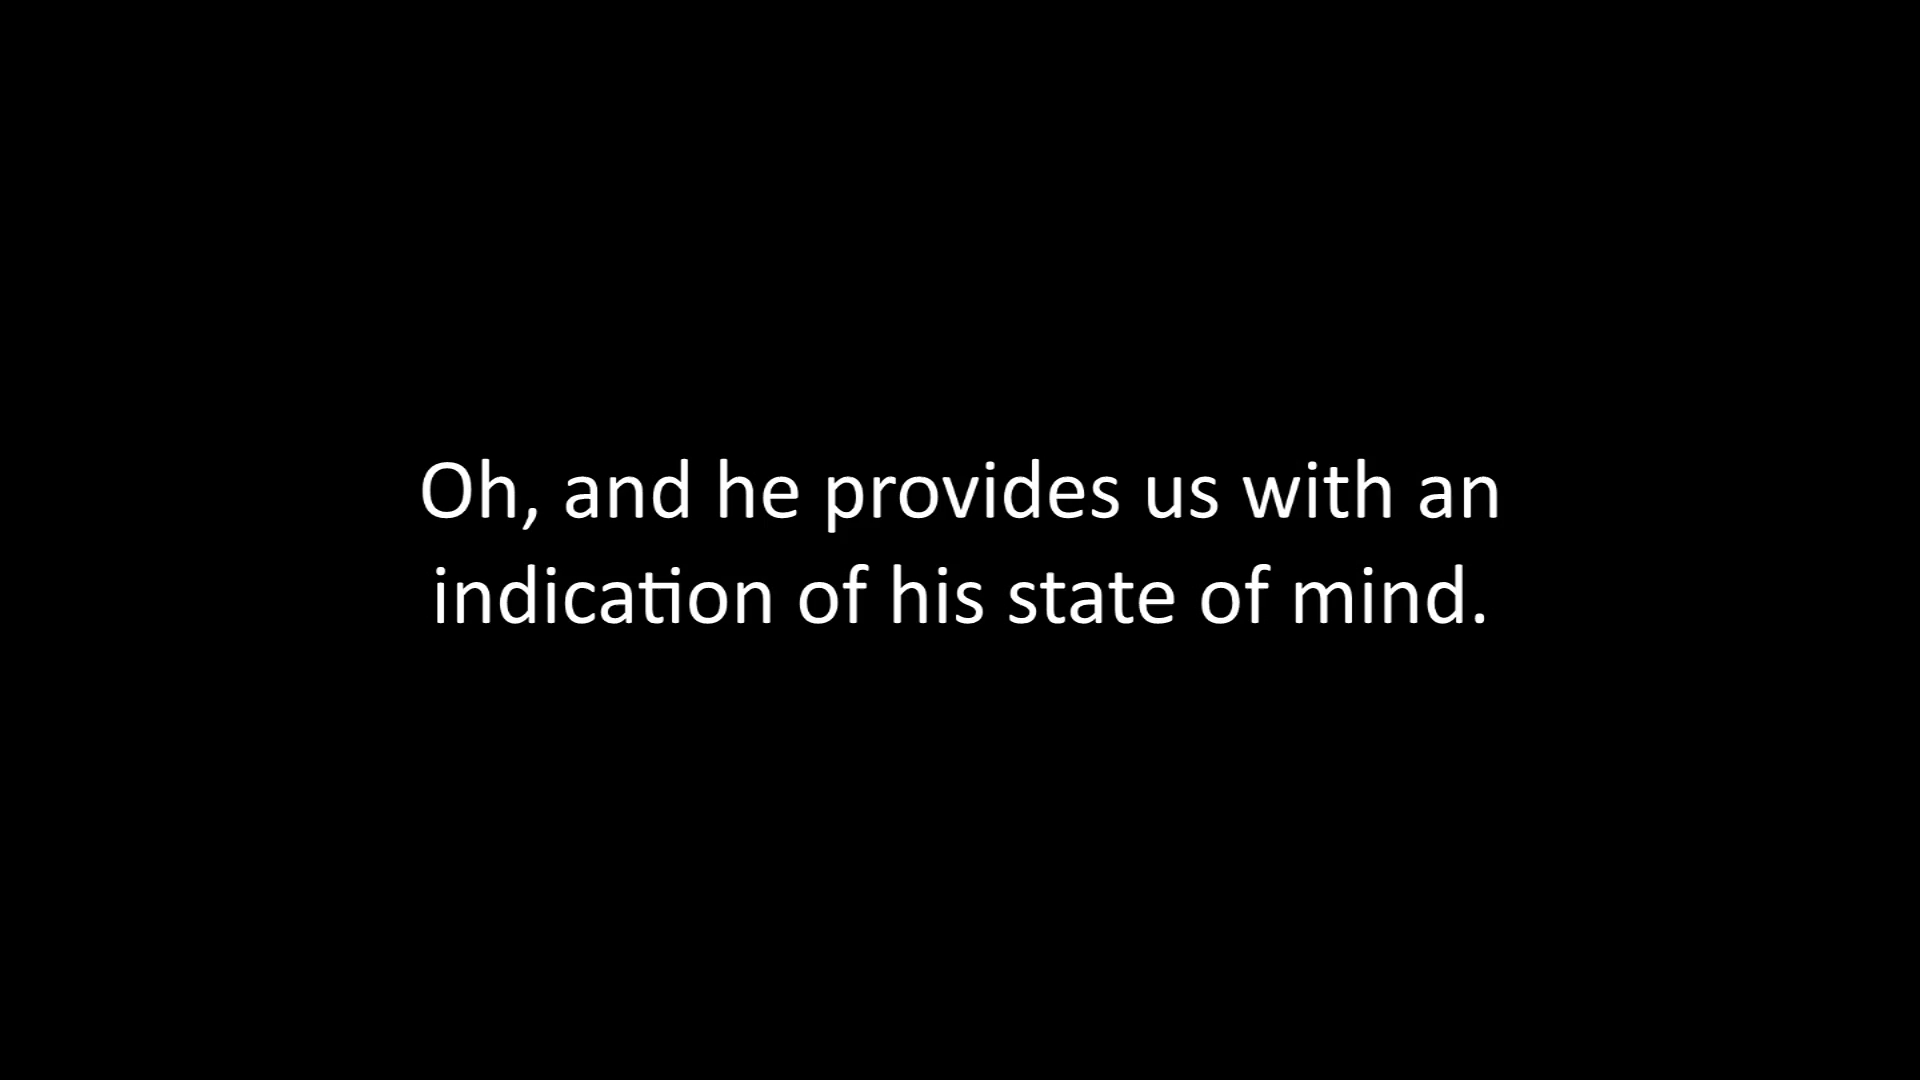 Oh, and he provides us with an
indication of his state of mind.